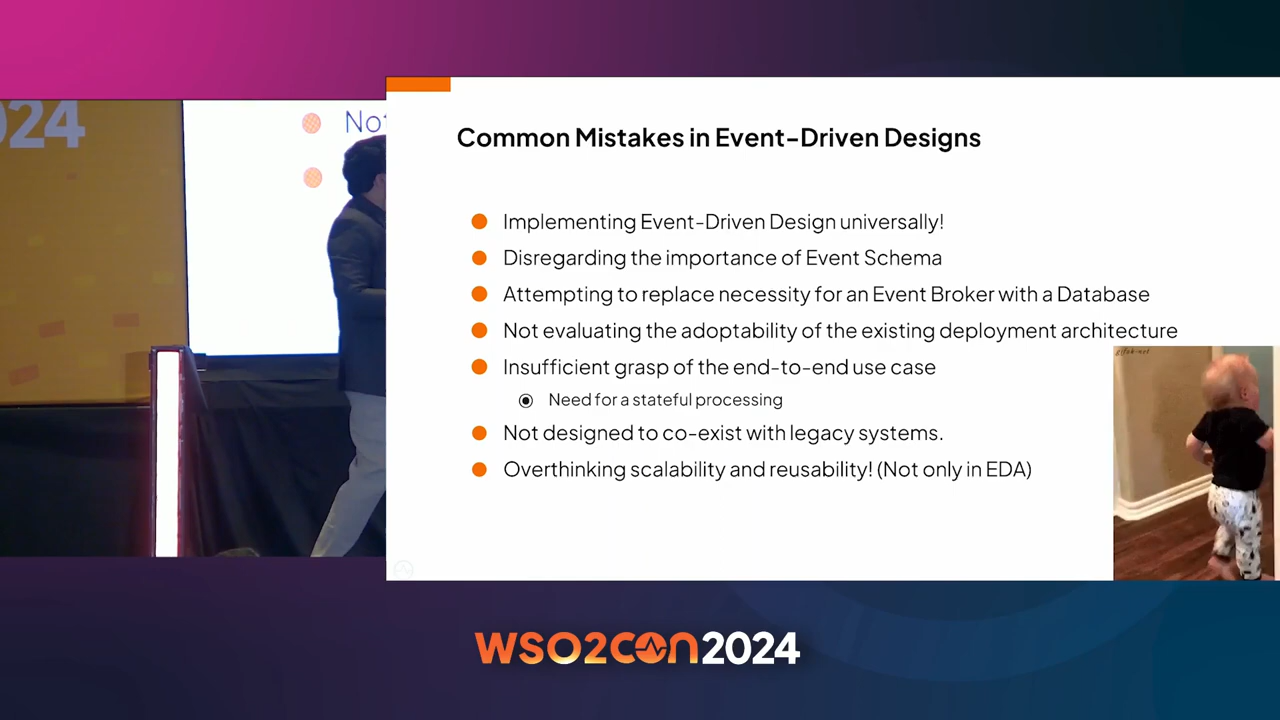 024
Not
Common Mistakes in Event-Driven Designs
Implementing Event-Driven Design universally!
Disregarding the importance of Event Schema
Attempting to replace necessity for an Event Broker with a Database
Not evaluating the adoptability of the existing deployment architecture
Insufficient grasp of the end-to-end use case
Need for a stateful processing
Not designed to co-exist with legacy systems.
Overthinking scalability and reusability! (Not only in EDA)
WSO2CON2024